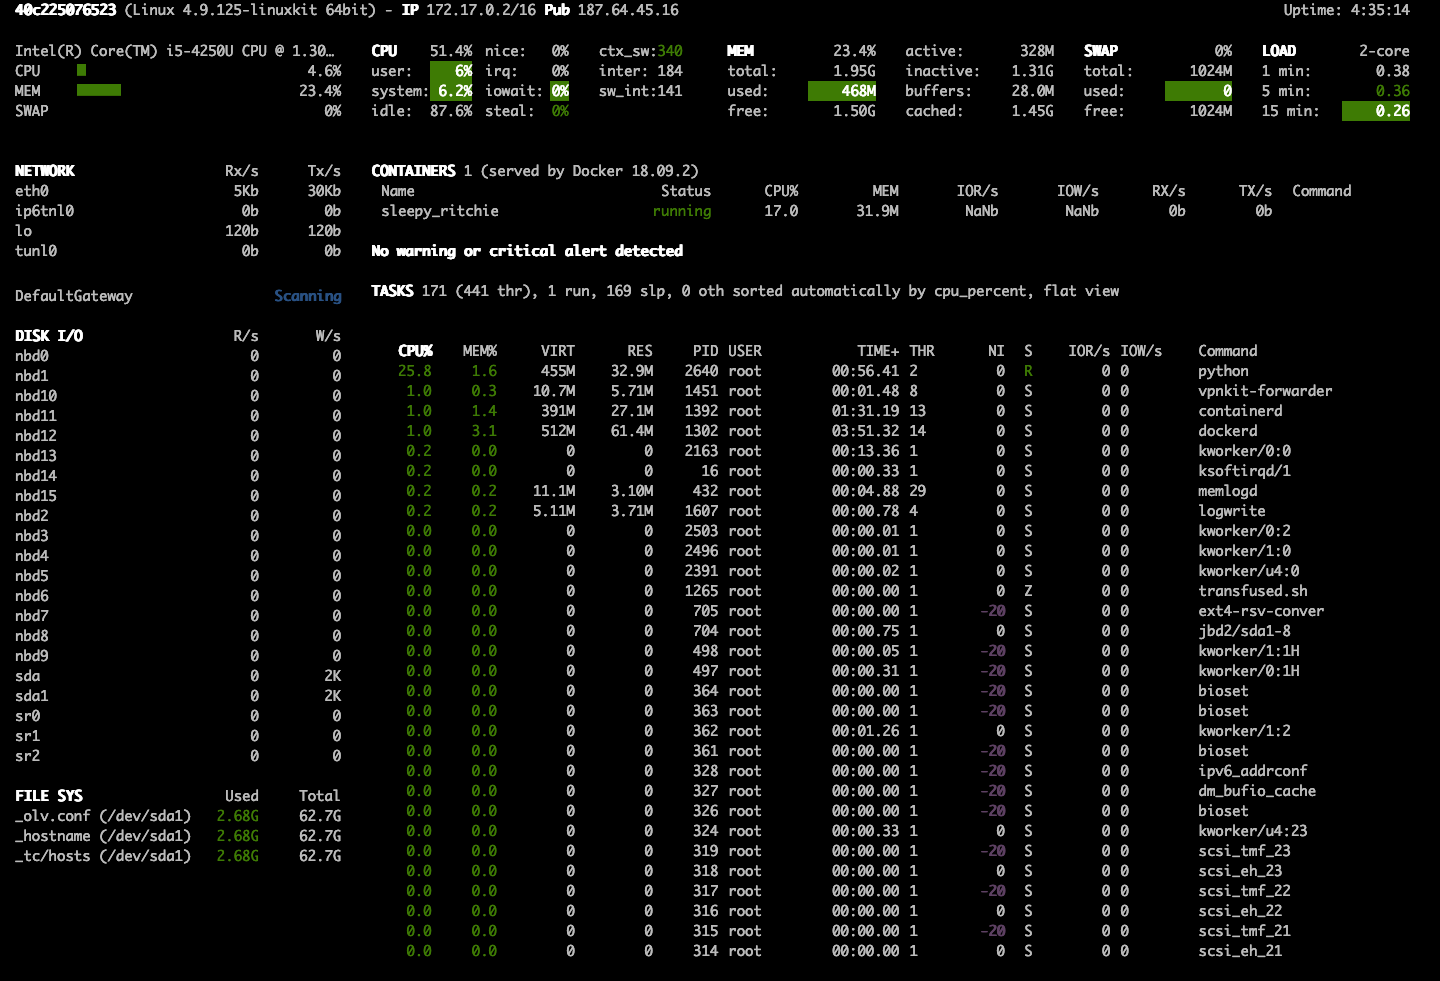 40c225076523 (Linux 4.9.125-linuxkit 64bit) - IP 172.17.0.2/16 Pub 187.64.45.16 Uptime: 4:35:14
Intel(R) Core(TM) i5-4250U CPU @ 1.30… CPU 51.4% nice: 0% ctx_sw:340 MEM 23.4% active: 328M SWAP 0% LOAD 2-core
CPU 4.6% user: 6% irq: 0% inter: 184 total: 1.95G inactive: 1.31G total: 1024M 1 min: 0.38
MEM 23.4% system: 6.2% iowait: 0% sw_int:141 used: 468M buffers: 28.0M used: 0 5 min: 0.36
SWAP 0% idle: 87.6% steal: 0% free: 1.50G cached: 1.45G free: 1024M 15 min: 0.26
NETWORK Rx/s Tx/s
eth0 5Kb 30Kb
ip6tnl0 0b 0b
lo 120b 120b
tunl0 0b 0b
DefaultGateway Scanning
DISK I/O R/s W/s
nbd0 0 0
nbd1 0 0
nbd10 0 0
nbd11 0 0
nbd12 0 0
nbd13 0 0
nbd14 0 0
nbd15 0 0
nbd2 0 0
nbd3 0 0
nbd4 0 0
nbd5 0 0
nbd6 0 0
nbd7 0 0
nbd8 0 0
nbd9 0 0
sda 0 2K
sda1 0 2K
sr0 0 0
sr1 0 0
sr2 0 0
FILE SYS Used Total
_olv.conf (/dev/sda1) 2.68G 62.7G
_hostname (/dev/sda1) 2.68G 62.7G
_tc/hosts (/dev/sda1) 2.68G 62.7G
CONTAINERS 1 (served by Docker 18.09.2)
Name Status CPU% MEM IOR/s IOW/s RX/s TX/s Command
sleepy_ritchie running 17.0 31.9M NaNb NaNb 0b 0b
No warning or critical alert detected
TASKS 171 (441 thr), 1 run, 169 slp, 0 oth sorted automatically by cpu_percent, flat view
CPU% MEM% VIRT RES PID USER TIME+ THR NI S IOR/s IOW/s Command
25.8 1.6 455M 32.9M 2640 root 00:56.41 2 0 R 0 0 python
1.0 0.3 10.7M 5.71M 1451 root 00:01.48 8 0 S 0 0 vpnkit-forwarder
1.0 1.4 391M 27.1M 1392 root 01:31.19 13 0 S 0 0 containerd
1.0 3.1 512M 61.4M 1302 root 03:51.32 14 0 S 0 0 dockerd
0.2 0.0 0 0 2163 root 00:13.36 1 0 S 0 0 kworker/0:0
0.2 0.0 0 0 16 root 00:00.33 1 0 S 0 0 ksoftirqd/1
0.2 0.2 11.1M 3.10M 432 root 00:04.88 29 0 S 0 0 memlogd
0.2 0.2 5.11M 3.71M 1607 root 00:00.78 4 0 S 0 0 logwrite
0.0 0.0 0 0 2503 root 00:00.01 1 0 S 0 0 kworker/0:2
0.0 0.0 0 0 2496 root 00:00.01 1 0 S 0 0 kworker/1:0
0.0 0.0 0 0 2391 root 00:00.02 1 0 S 0 0 kworker/u4:0
0.0 0.0 0 0 1265 root 00:00.00 1 0 Z 0 0 transfused.sh
0.0 0.0 0 0 705 root 00:00.00 1 -20 S 0 0 ext4-rsv-conver
0.0 0.0 0 0 704 root 00:00.75 1 0 S 0 0 jbd2/sda1-8
0.0 0.0 0 0 498 root 00:00.05 1 -20 S 0 0 kworker/1:1H
0.0 0.0 0 0 497 root 00:00.31 1 -20 S 0 0 kworker/0:1H
0.0 0.0 0 0 364 root 00:00.00 1 -20 S 0 0 bioset
0.0 0.0 0 0 363 root 00:00.00 1 -20 S 0 0 bioset
0.0 0.0 0 0 362 root 00:01.26 1 0 S 0 0 kworker/1:2
0.0 0.0 0 0 361 root 00:00.00 1 -20 S 0 0 bioset
0.0 0.0 0 0 328 root 00:00.00 1 -20 S 0 0 ipv6_addrconf
0.0 0.0 0 0 327 root 00:00.00 1 -20 S 0 0 dm_bufio_cache
0.0 0.0 0 0 326 root 00:00.00 1 -20 S 0 0 bioset
0.0 0.0 0 0 324 root 00:00.33 1 0 S 0 0 kworker/u4:23
0.0 0.0 0 0 319 root 00:00.00 1 -20 S 0 0 scsi_tmf_23
0.0 0.0 0 0 318 root 00:00.00 1 0 S 0 0 scsi_eh_23
0.0 0.0 0 0 317 root 00:00.00 1 -20 S 0 0 scsi_tmf_22
0.0 0.0 0 0 316 root 00:00.00 1 0 S 0 0 scsi_eh_22
0.0 0.0 0 0 315 root 00:00.00 1 -20 S 0 0 scsi_tmf_21
0.0 0.0 0 0 314 root 00:00.00 1 0 S 0 0 scsi_eh_21